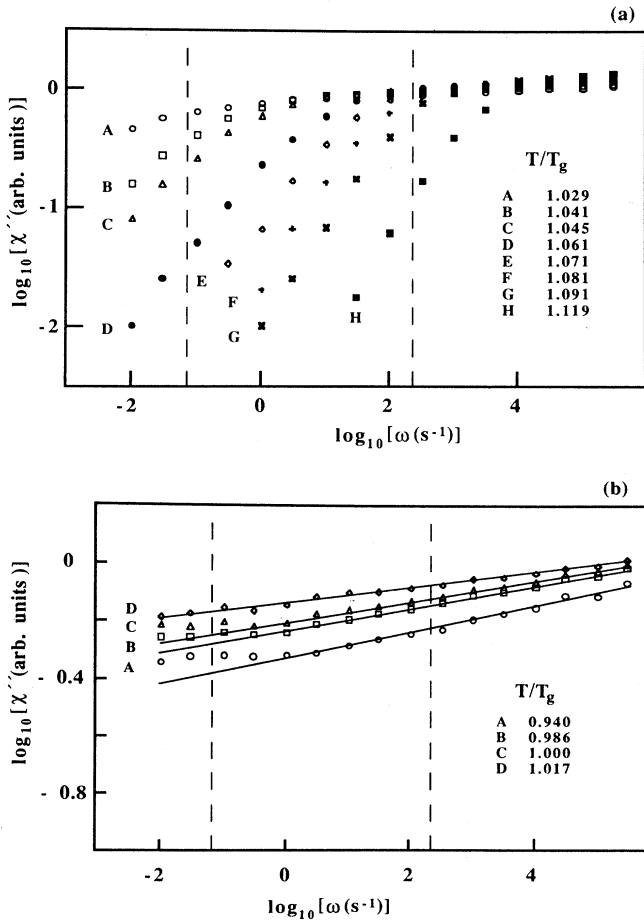 (a)
0
-1
-2
log10 [ χ´´(arb. units )]
A
B
C
D
E
F
G
H
T/Tg
A 1.029
B 1.041
C 1.045
D 1.061
E 1.071
F 1.081
G 1.091
H 1.119
-2 0 2 4
log10 [ ω (s-1)]
(b)
0
- 0.4
- 0.8
log10 [ χ´´(arb. units )]
D
C
B
A
T/Tg
A 0.940
B 0.986
C 1.000
D 1.017
-2 0 2 4
log10 [ ω (s-1)]